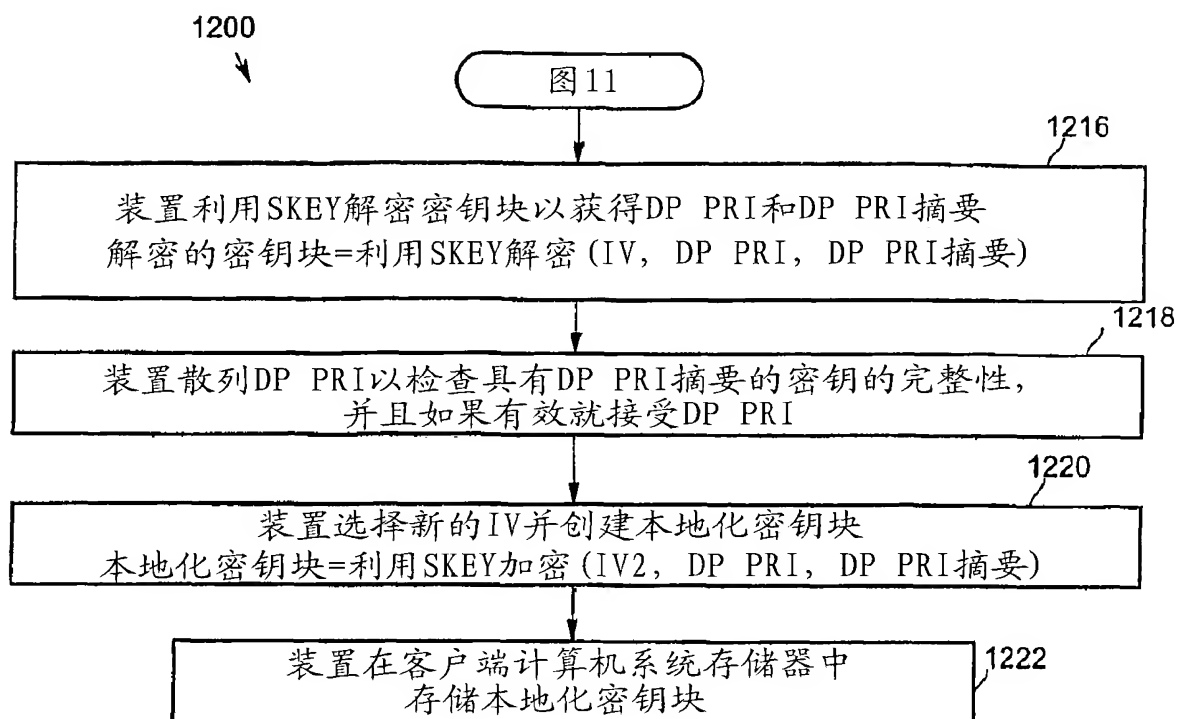 1200
图11
1216
装置利用SKEY解密密钥块以获得DP PRI和DP PRI摘要
解密的密钥块=利用SKEY解密(IV, DP PRI, DP PRI摘要)
1218
装置散列DP PRI以检查具有DP PRI摘要的密钥的完整性,
并且如果有效就接受DP PRI
1220
装置选择新的IV并创建本地化密钥块
本地化密钥块=利用SKEY加密(IV2, DP PRI, DP PRI摘要)
1222
装置在客户端计算机系统存储器中
存储本地化密钥块